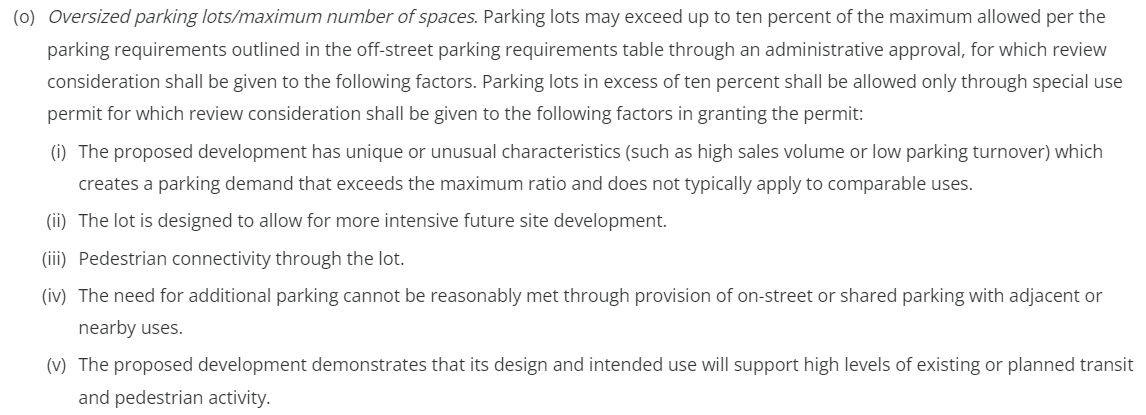 (o) Oversized parking lots/maximum number of spaces. Parking lots may exceed up to ten percent of the maximum allowed per the
parking requirements outlined in the off-street parking requirements table through an administrative approval, for which review
consideration shall be given to the following factors. Parking lots in excess of ten percent shall be allowed only through special use
permit for which review consideration shall be given to the following factors in granting the permit:
(i) The proposed development has unique or unusual characteristics (such as high sales volume or low parking turnover) which
creates a parking demand that exceeds the maximum ratio and does not typically apply to comparable uses.
(ii) The lot is designed to allow for more intensive future site development.
(iii) Pedestrian connectivity through the lot.
(iv) The need for additional parking cannot be reasonably met through provision of on-street or shared parking with adjacent or
nearby uses.
(v) The proposed development demonstrates that its design and intended use will support high levels of existing or planned transit
and pedestrian activity.